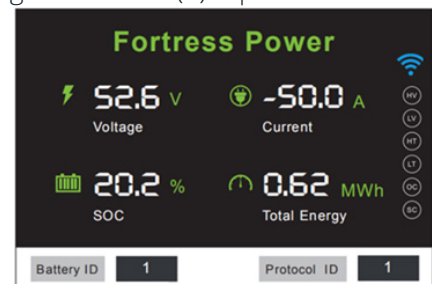 Fortress Power
52.6 V
-50.0 A
Voltage
Current
HV
LV
HT
LT
OC
SC
20.2 %
0.62 MWh
SOC
Total Energy
Battery ID 1
Protocol ID 1